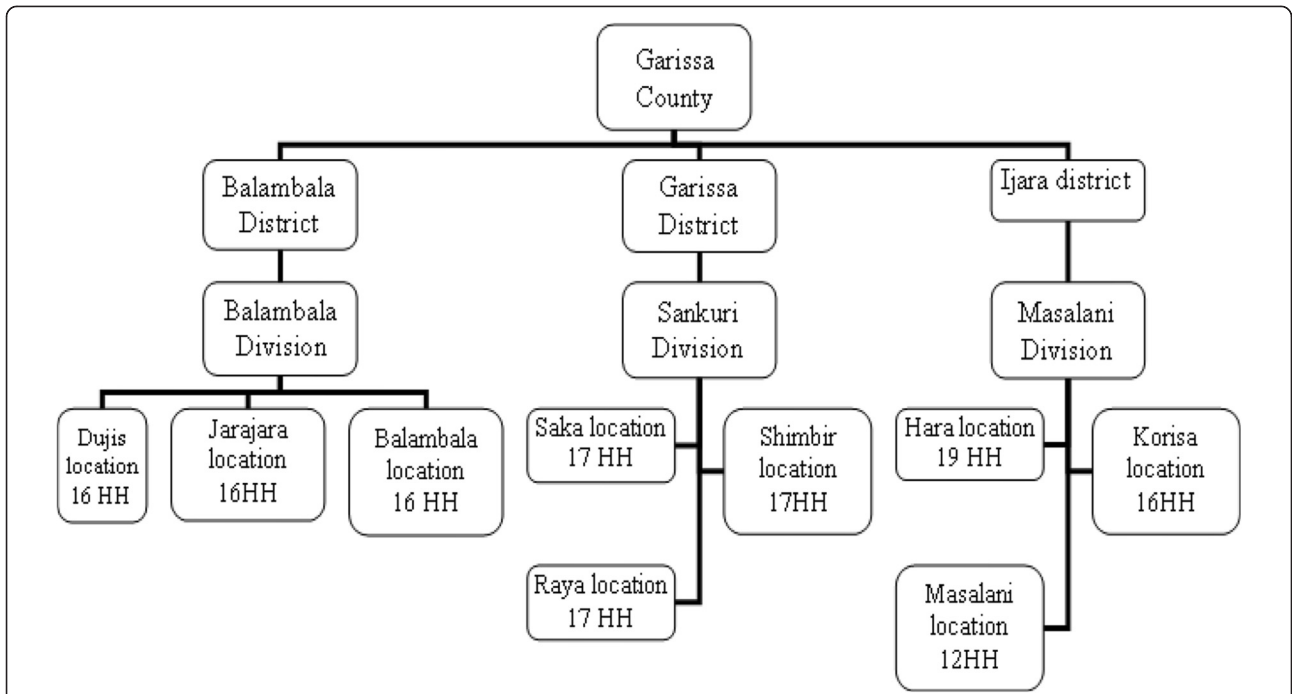 Garissa
County
Balambala
District
Garissa
District
Ijara district
Balambala
Division
Sankuri
Division
Masalani
Division
Dujis
location
16 HH
Jarajara
location
16HH
Balambala
location
16 HH
Saka location
17 HH
Shimbir
location
17HH
Raya location
17 HH
Hara location
19 HH
Korisa
location
16HH
Masalani
location
12HH